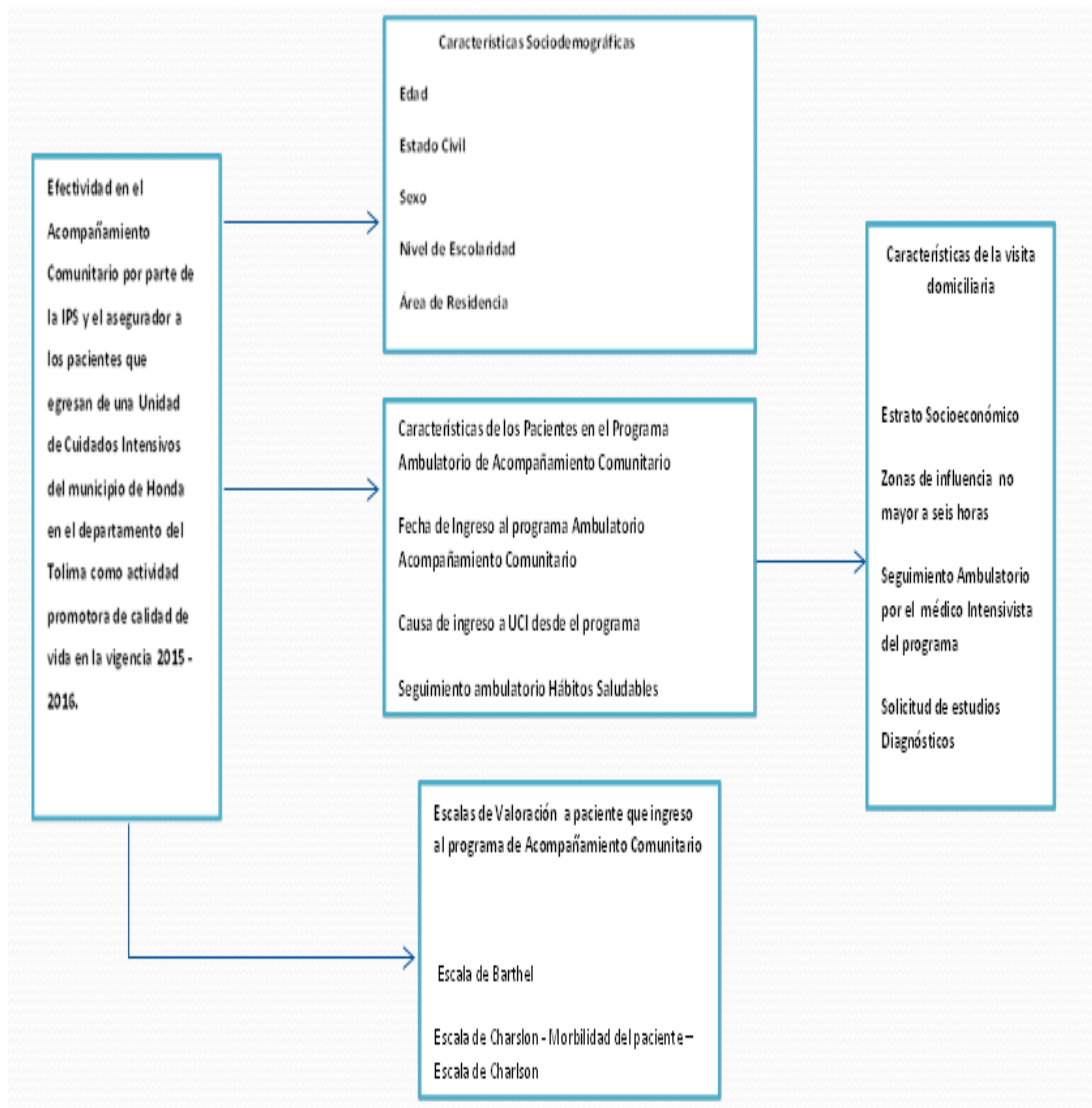 Efectividad en el
Acompañamiento
Comunitario por parte de
la IPS y el asegurador a
los pacientes que
egresan de una Unidad
de Cuidados Intensivos
del municipio de Honda
en el departamento del
Tolima como actividad
promotora de calidad de
vida en la vigencia 2015 -
2016.
Características Sociodemográficas
Edad
Estado Civil
Sexo
Nivel de Escolaridad
Área de Residencia
Características de los Pacientes en el Programa
Ambulatorio de Acompañamiento Comunitario
Fecha de Ingreso al programa Ambulatorio
Acompañamiento Comunitario
Causa de ingreso a UCI desde el programa
Seguimiento ambulatorio Hábitos Saludables
Características de la visita
domiciliaria
Estrato Socioeconómico
Zonas de influencia no
mayor a seis horas
Seguimiento Ambulatorio
por el médico Intensivista
del programa
Solicitud de estudios
Diagnósticos
Escalas de Valoración a paciente que ingreso
al programa de Acompañamiento Comunitario
Escala de Barthel
Escala de Charslon - Morbilidad del paciente –
Escala de Charlson